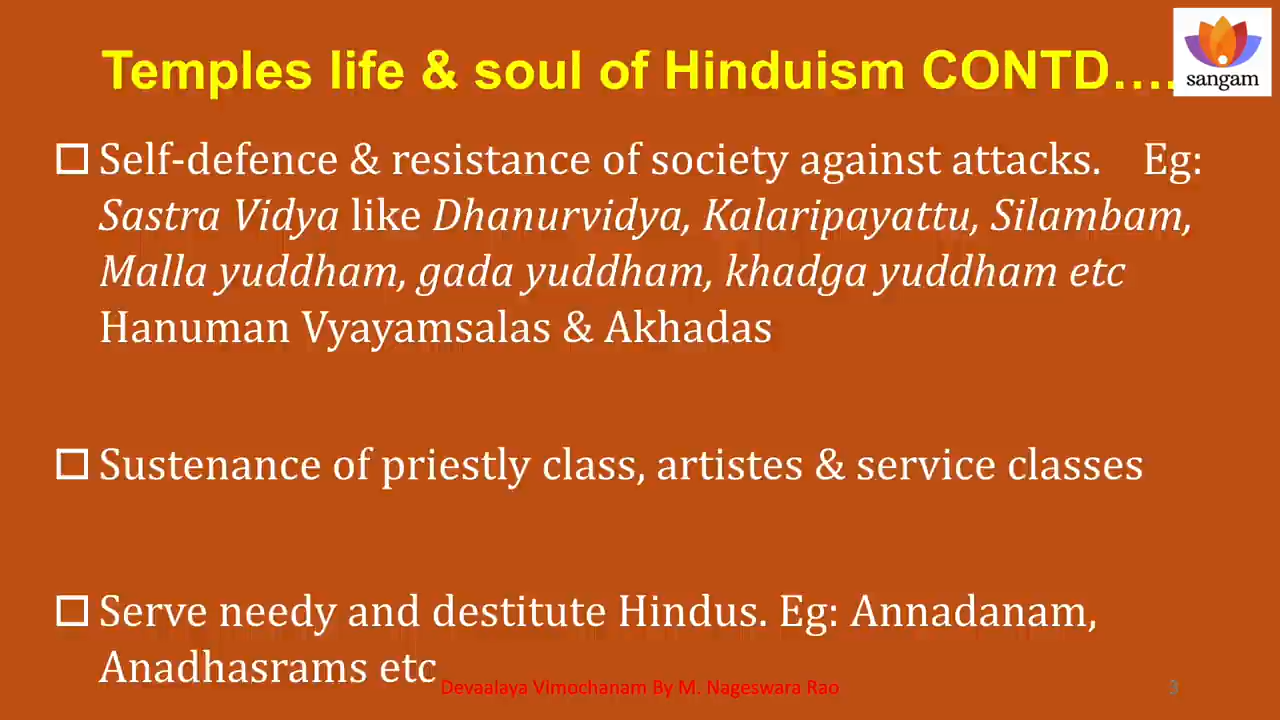 Temples life & soul of Hinduism CONTD….
sangam
Self-defence & resistance of society against attacks. Eg:
Sastra Vidya like Dhanurvidya, Kalaripayattu, Silambam,
Malla yuddham, gada yuddham, khadga yuddham etc
Hanuman Vyayamsalas & Akhadas
Sustenance of priestly class, artistes & service classes
Serve needy and destitute Hindus. Eg: Annadanam,
Anadhasrams etc
Devaalaya Vimochanam By M. Nageswara Rao
3